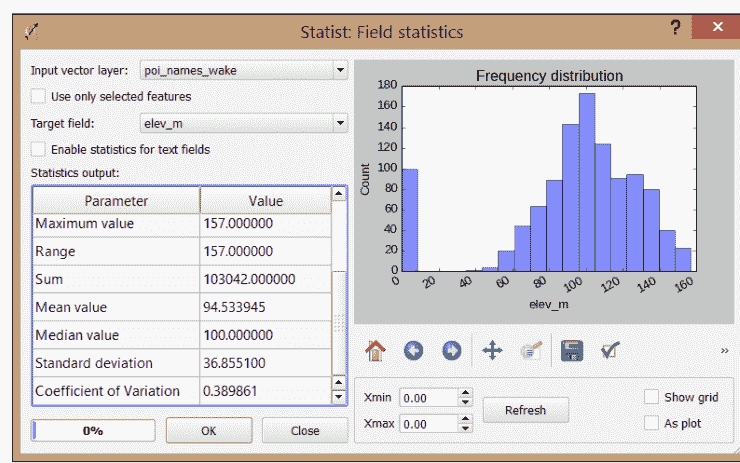 Statist: Field statistics
?
x
Input vector layer: poi_names_wake
Use only selected features
Target field: elev_m
Enable statistics for text fields
Statistics output:
Parameter Value
Maximum value 157.000000
Range 157.000000
Sum 103042.000000
Mean value 94.533945
Median value 100.000000
Standard deviation 36.855100
Coefficient of Variation 0.389861
0%
OK
Close
Frequency distribution
Count
180
160
140
120
100
80
60
40
20
0
0 20 40 60 80 100 120 140 160
elev_m
»
Xmin 0.00
Xmax 0.00
Refresh
Show grid
As plot